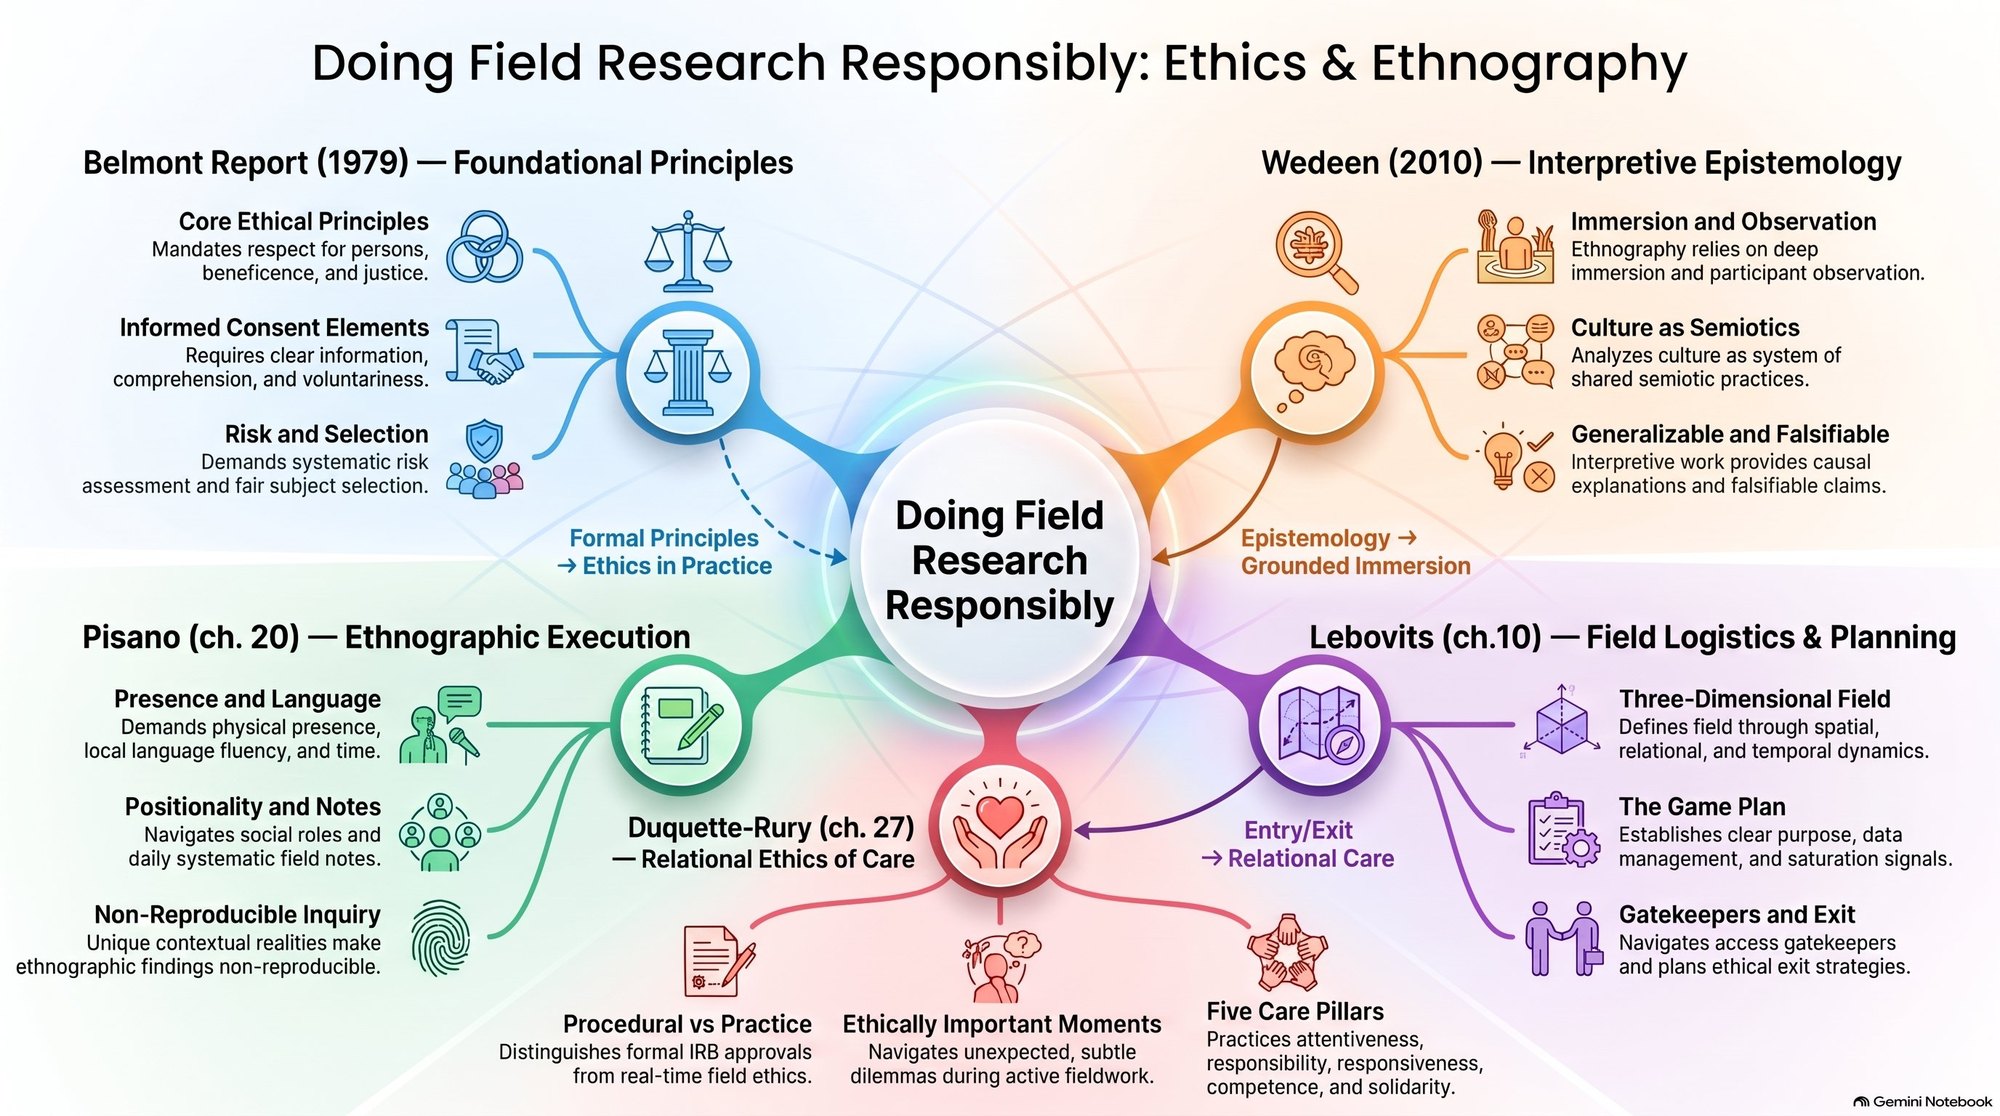 Doing Field Research Responsibly: Ethics & Ethnography
Belmont Report (1979) — Foundational Principles
Core Ethical Principles
Mandates respect for persons,
beneficence, and justice.
Informed Consent Elements
Requires clear information,
comprehension, and voluntariness.
Risk and Selection
Demands systematic risk
assessment and fair subject selection.
Formal Principles
→ Ethics in Practice
Wedeen (2010) — Interpretive Epistemology
Immersion and Observation
Ethnography relies on deep
immersion and participant observation.
Culture as Semiotics
Analyzes culture as system of
shared semiotic practices.
Generalizable and Falsifiable
Interpretive work provides causal
explanations and falsifiable claims.
Epistemology →
Grounded Immersion
Doing Field
Research
Responsibly
Pisano (ch. 20) — Ethnographic Execution
Presence and Language
Demands physical presence,
local language fluency, and time.
Positionality and Notes
Navigates social roles and
daily systematic field notes.
Non-Reproducible Inquiry
Unique contextual realities make
ethnographic findings non-reproducible.
Lebovits (ch.10) — Field Logistics & Planning
Three-Dimensional Field
Defines field through spatial,
relational, and temporal dynamics.
The Game Plan
Establishes clear purpose, data
management, and saturation signals.
Gatekeepers and Exit
Navigates access gatekeepers
and plans ethical exit strategies.
Entry/Exit
→ Relational Care
Duquette-Rury (ch. 27)
— Relational Ethics of Care
Procedural vs Practice
Distinguishes formal IRB approvals
from real-time field ethics.
Ethically Important Moments
Navigates unexpected, subtle
dilemmas during active fieldwork.
Five Care Pillars
Practices attentiveness,
responsibility, responsiveness,
competence, and solidarity.
Gemini Notebook